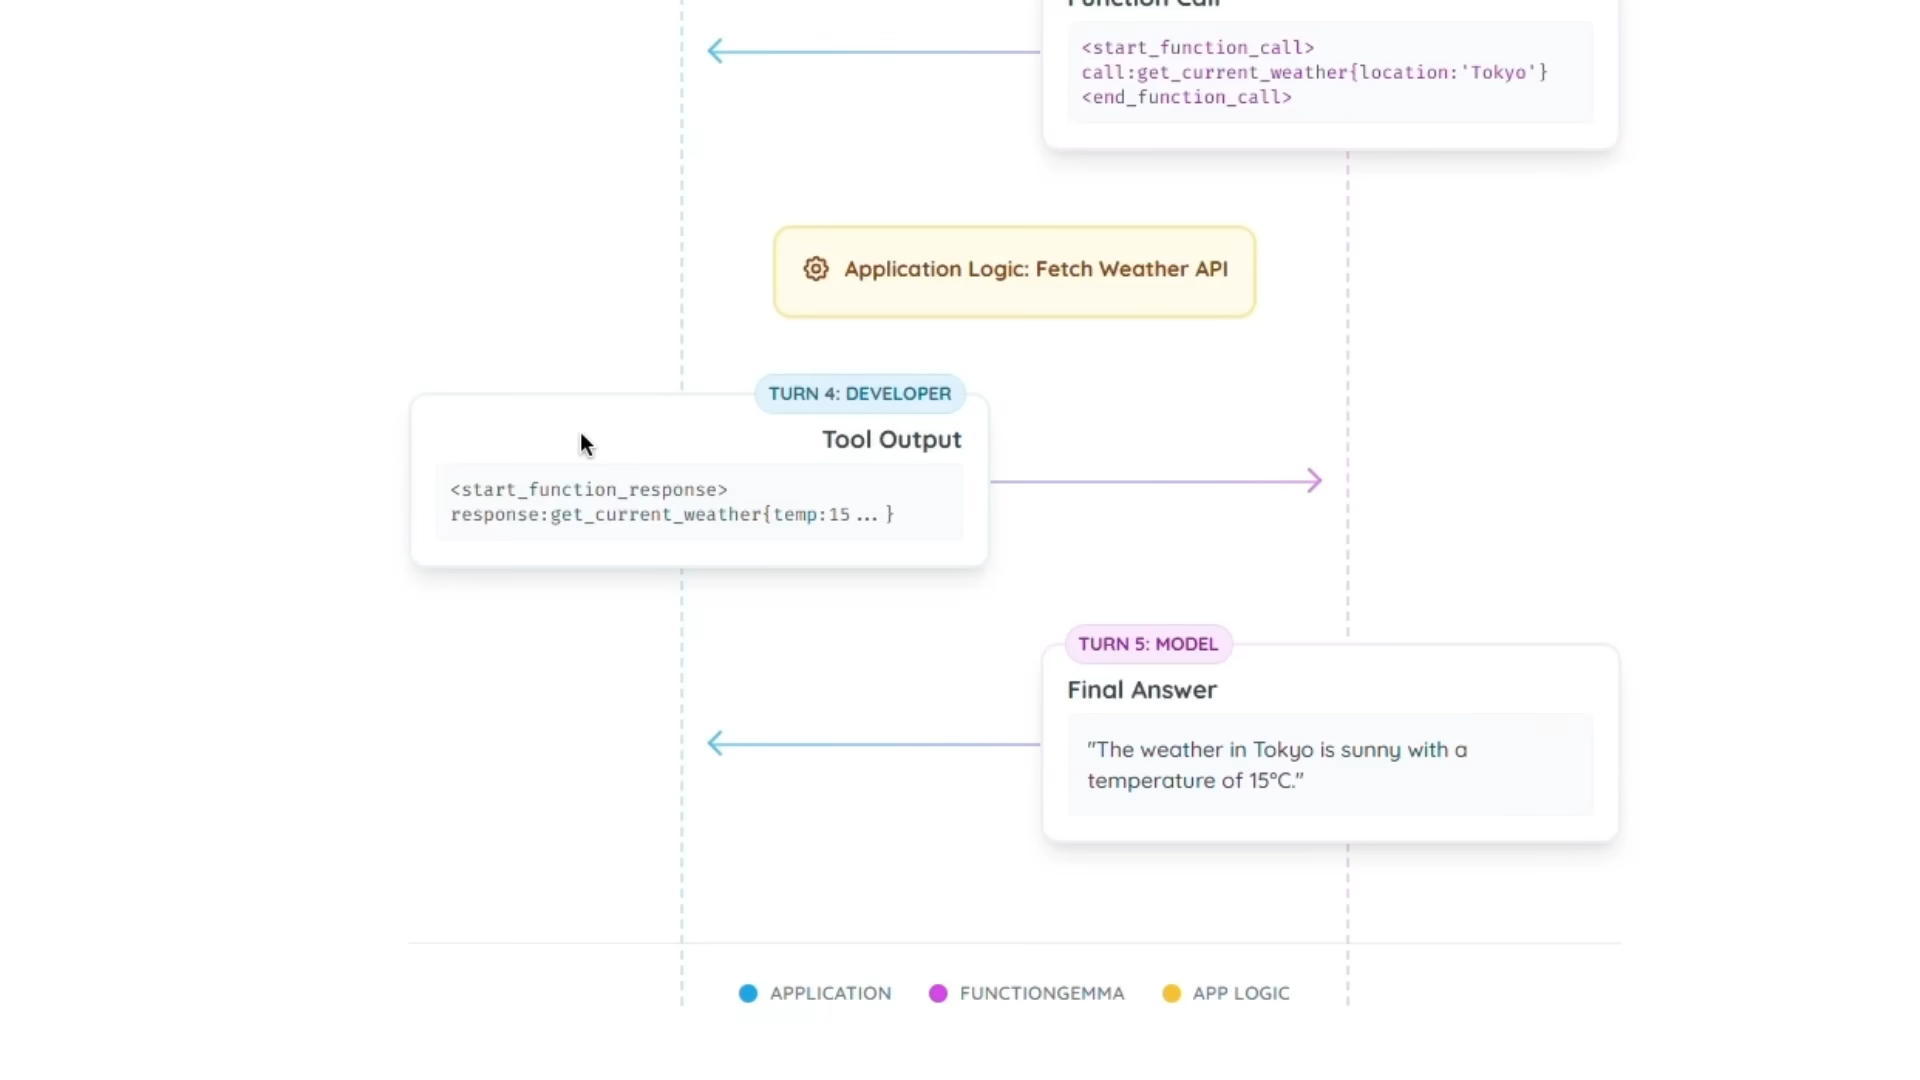 Function Call
<start_function_call>
call:get_current_weather{location:'Tokyo'}
<end_function_call>
Application Logic: Fetch Weather API
TURN 4: DEVELOPER
Tool Output
<start_function_response>
response:get_current_weather{temp:15...}
TURN 5: MODEL
Final Answer
"The weather in Tokyo is sunny with a
temperature of 15°C."
APPLICATION
FUNCTIONGEMMA
APP LOGIC